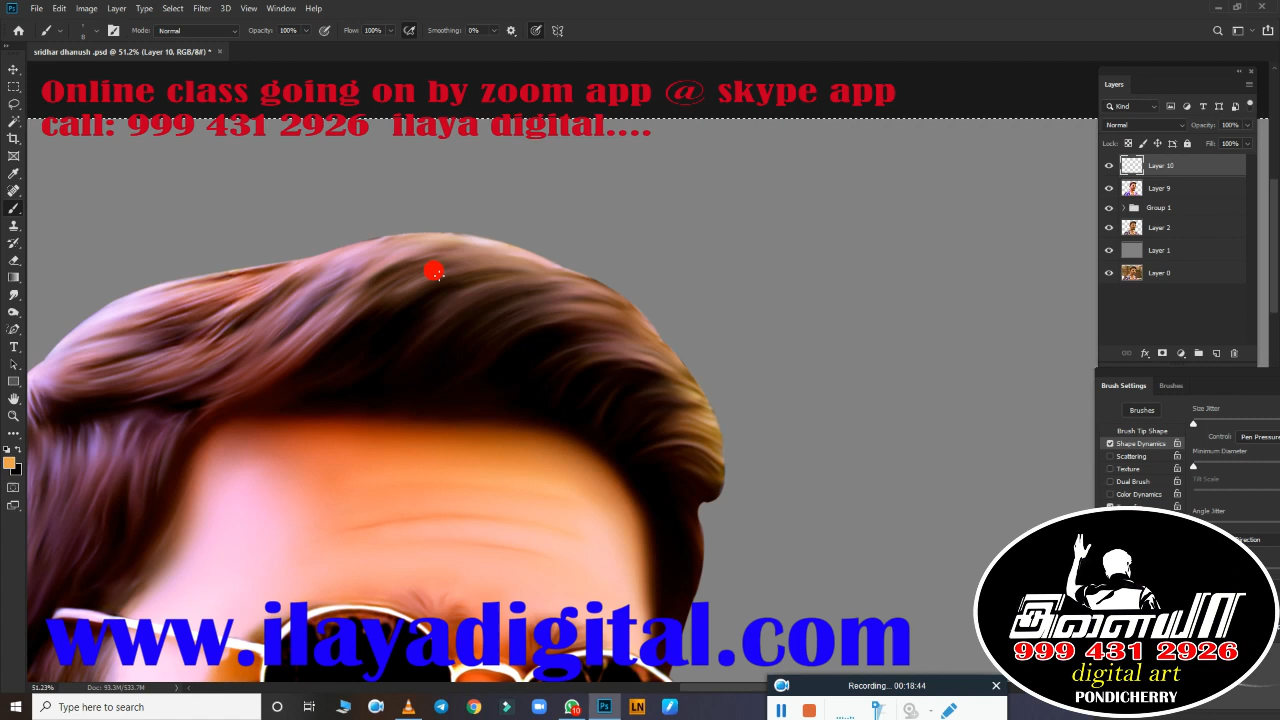 File Edit Image Layer Type Select Filter 3D View Window Help
Mode: Normal Opacity: 100% Flow: 100% Smoothing: 0%
sridhar dhanush .psd @ 51.2% (Layer 10, RGB/8#) *
Online class going on by zoom app @ skype app
call: 999 431 2926 ilaya digital....
Layers
Kind
Normal Opacity: 100%
Lock: Fill: 100%
Layer 10
Layer 9
Group 1
Layer 2
Layer 1
Layer 0
Brush Settings Brushes
Brushes
Size Jitter
Brush Tip Shape
Control: Pen Pressure
Shape Dynamics
Scattering
Minimum Diameter
Texture
Tilt Scale
Dual Brush
Color Dynamics
Angle Jitter
Direction
www.ilayadigital.com
இளையா
999 431 2926
digital art
PONDICHERRY
51.23% Doc: 93.3M/533.7M
Recording... 00:18:44
Type here to search
10